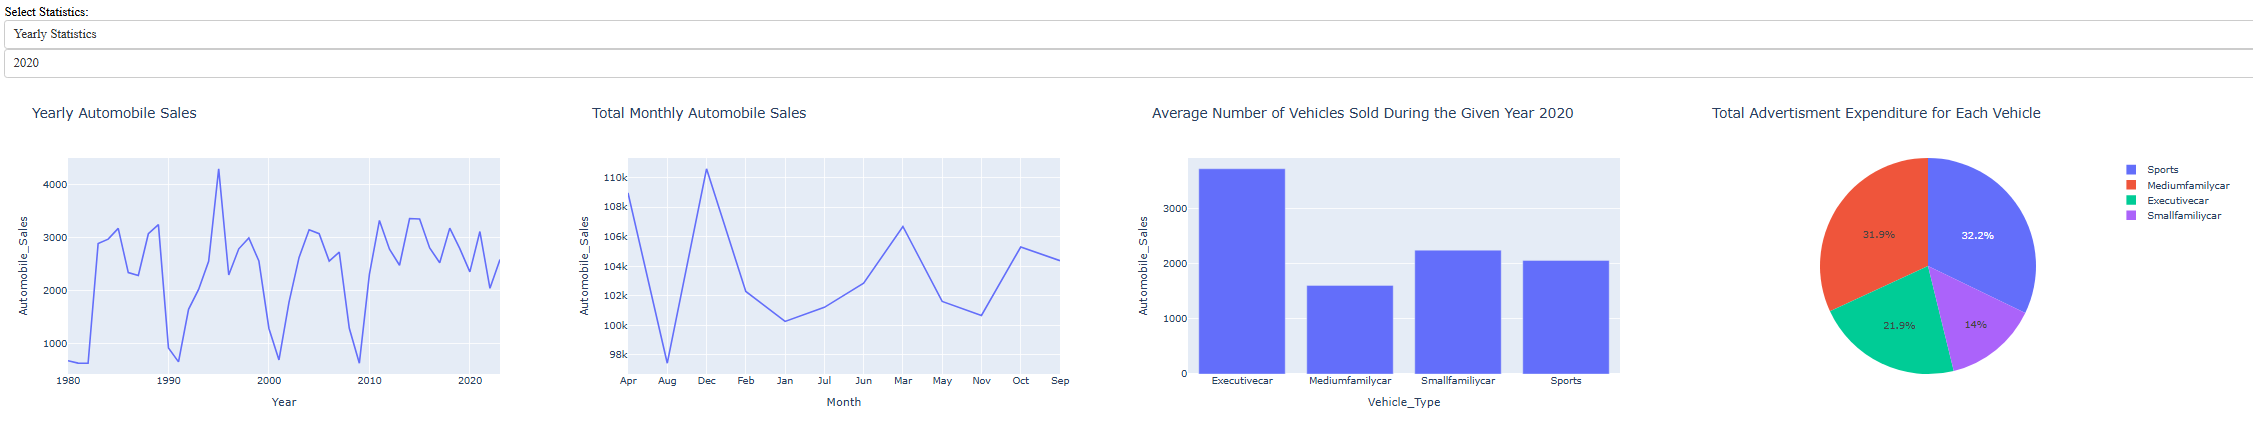 Select Statistics:
Yearly Statistics
2020
Yearly Automobile Sales
Automobile_Sales
4000
3000
2000
1000
1980 1990 2000 2010 2020
Year
Total Monthly Automobile Sales
Automobile_Sales
110k
108k
106k
104k
102k
100k
98k
Apr Aug Dec Feb Jan Jul Jun Mar May Nov Oct Sep
Month
Average Number of Vehicles Sold During the Given Year 2020
Automobile_Sales
3000
2000
1000
0
Executivecar Mediumfamilycar Smallfamiliycar Sports
Vehicle_Type
Total Advertisment Expenditure for Each Vehicle
31.9%
32.2%
21.9%
14%
Sports
Mediumfamilycar
Executivecar
Smallfamiliycar